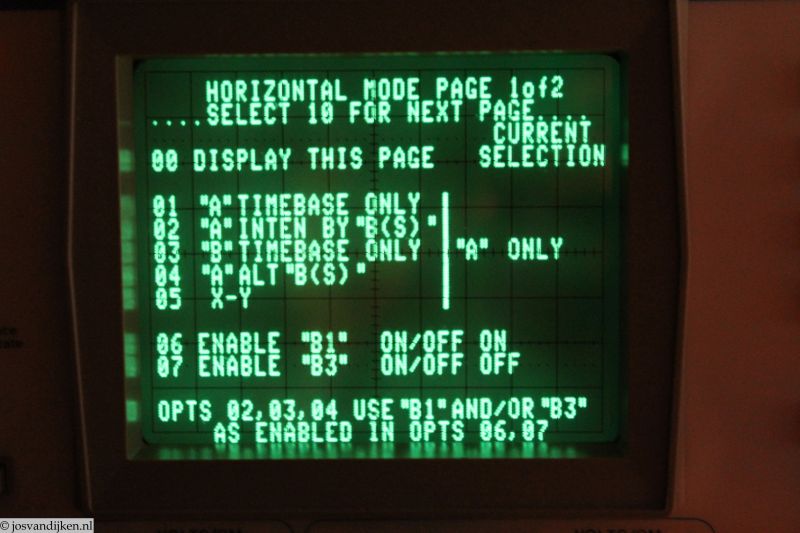 HORIZONTAL MODE PAGE 1of2
....SELECT 10 FOR NEXT PAGE....
CURRENT
00 DISPLAY THIS PAGE SELECTION
01 "A" TIMEBASE ONLY
02 "A" INTEN BY "B(S)"
03 "B" TIMEBASE ONLY "A" ONLY
04 "A" ALT "B(S)"
05 X-Y
06 ENABLE "B1" ON/OFF ON
07 ENABLE "B3" ON/OFF OFF
OPTS 02,03,04 USE "B1" AND/OR "B3"
AS ENABLED IN OPTS 06,07
© josvandijken.nl